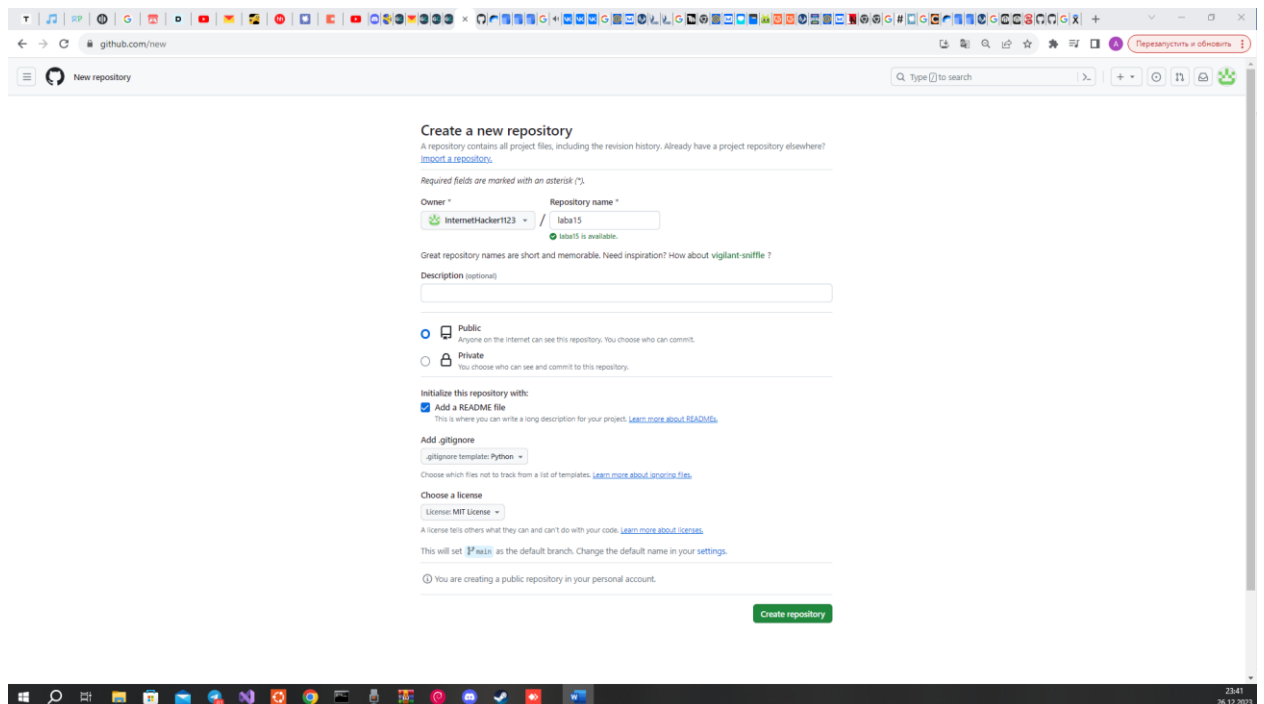 github.com/new
Перезапустить и обновить
New repository
Type / to search
Create a new repository
A repository contains all project files, including the revision history. Already have a project repository elsewhere?
Import a repository.
Required fields are marked with an asterisk (*).
Owner * Repository name *
InternetHacker1123 / laba15
laba15 is available.
Great repository names are short and memorable. Need inspiration? How about vigilant-sniffle ?
Description (optional)
Public
Anyone on the internet can see this repository. You choose who can commit.
Private
You choose who can see and commit to this repository.
Initialize this repository with:
Add a README file
This is where you can write a long description for your project. Learn more about READMEs.
Add .gitignore
.gitignore template: Python
Choose which files not to track from a list of templates. Learn more about ignoring files.
Choose a license
License: MIT License
A license tells others what they can and can't do with your code. Learn more about licenses.
This will set main as the default branch. Change the default name in your settings.
You are creating a public repository in your personal account.
Create repository
23:41
26.12.2023